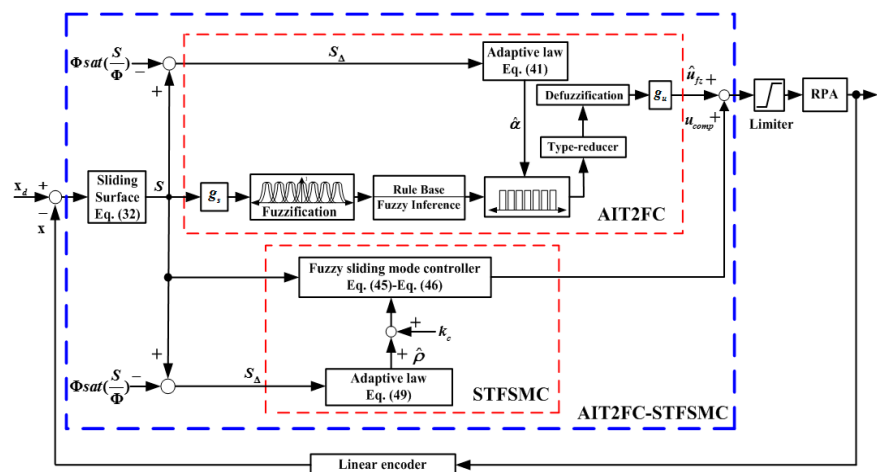 Φsat(S/Φ)
−
+
S_Δ
Adaptive law
Eq. (41)
α̂
Defuzzification
g_u
û_fz
+
u_comp
+
Limiter
RPA
Type-reducer
x_d
+
−
x
Sliding
Surface
Eq. (32)
S
g_s
Fuzzification
Rule Base
Fuzzy Inference
AIT2FC
Fuzzy sliding mode controller
Eq. (45)-Eq. (46)
+
+
k_c
ρ̂
+
Φsat(S/Φ)
−
S_Δ
Adaptive law
Eq. (49)
STFSMC
AIT2FC-STFSMC
Linear encoder